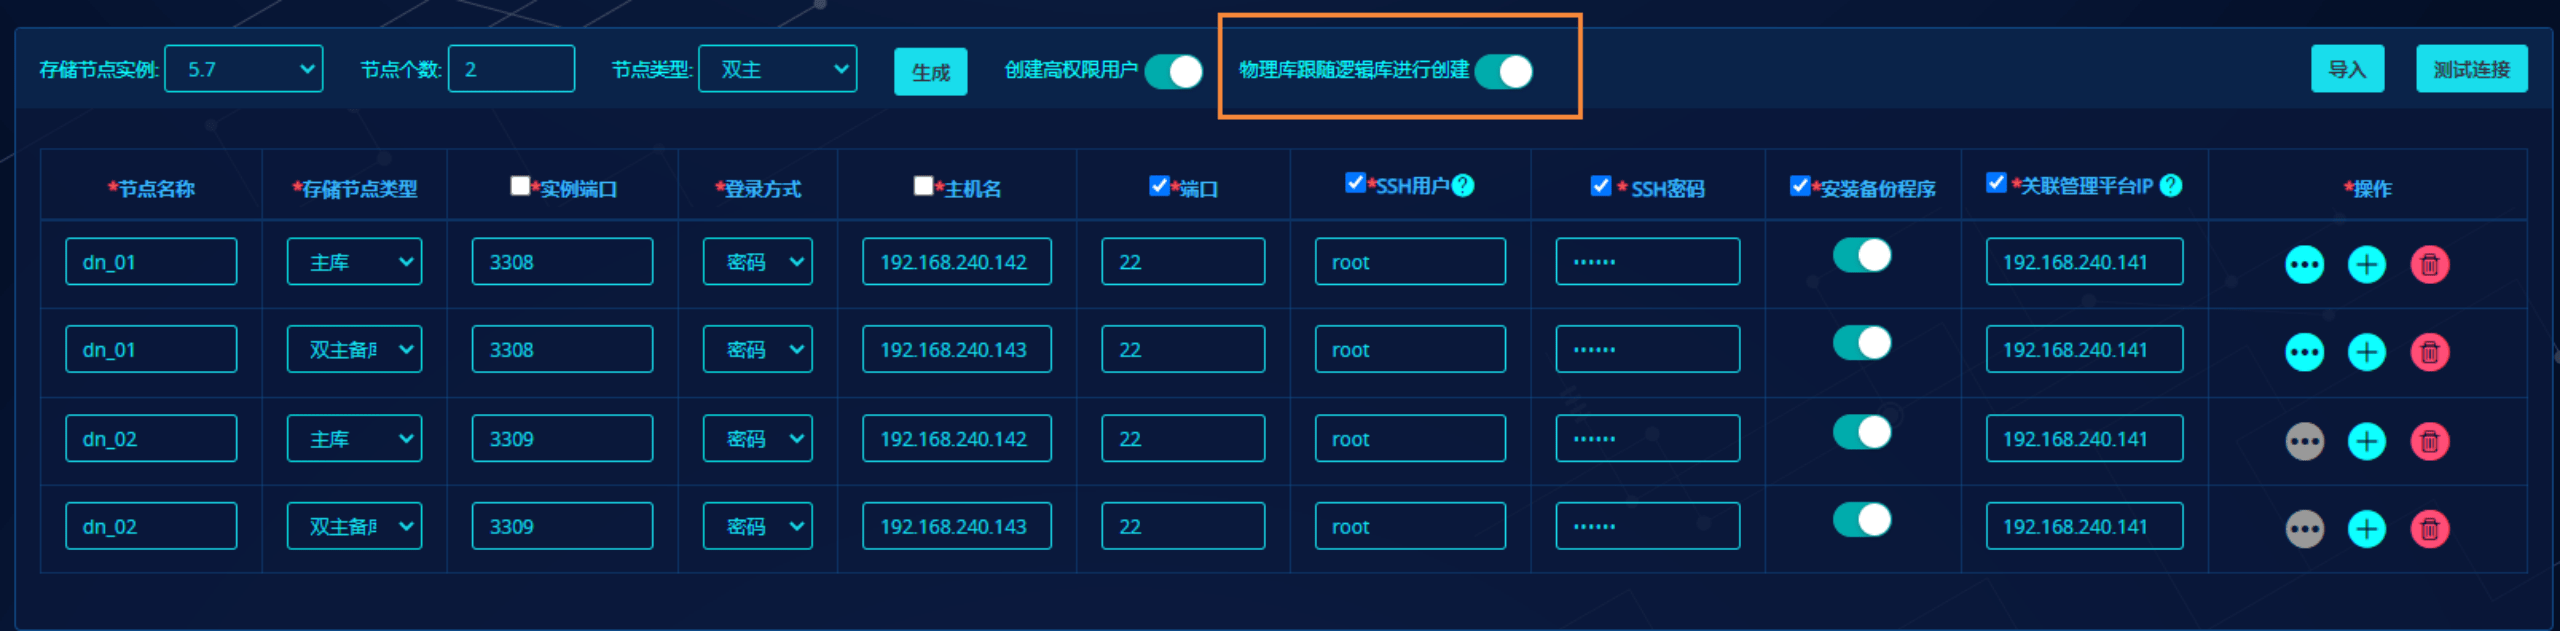 存储节点实例: 5.7 节点个数: 2 节点类型: 双主 生成 创建高权限用户 物理库跟随逻辑库进行创建 导入 测试连接
*节点名称 *存储节点类型 *实例端口 *登录方式 *主机名 *端口 *SSH用户? * SSH密码 *安装备份程序 *关联管理平台IP ? *操作
dn_01 主库 3308 密码 192.168.240.142 22 root •••••• 192.168.240.141
dn_01 双主备 3308 密码 192.168.240.143 22 root •••••• 192.168.240.141
dn_02 主库 3309 密码 192.168.240.142 22 root •••••• 192.168.240.141
dn_02 双主备 3309 密码 192.168.240.143 22 root •••••• 192.168.240.141